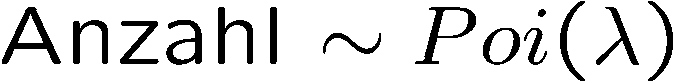 Anzahl ∼ Poi(λ)